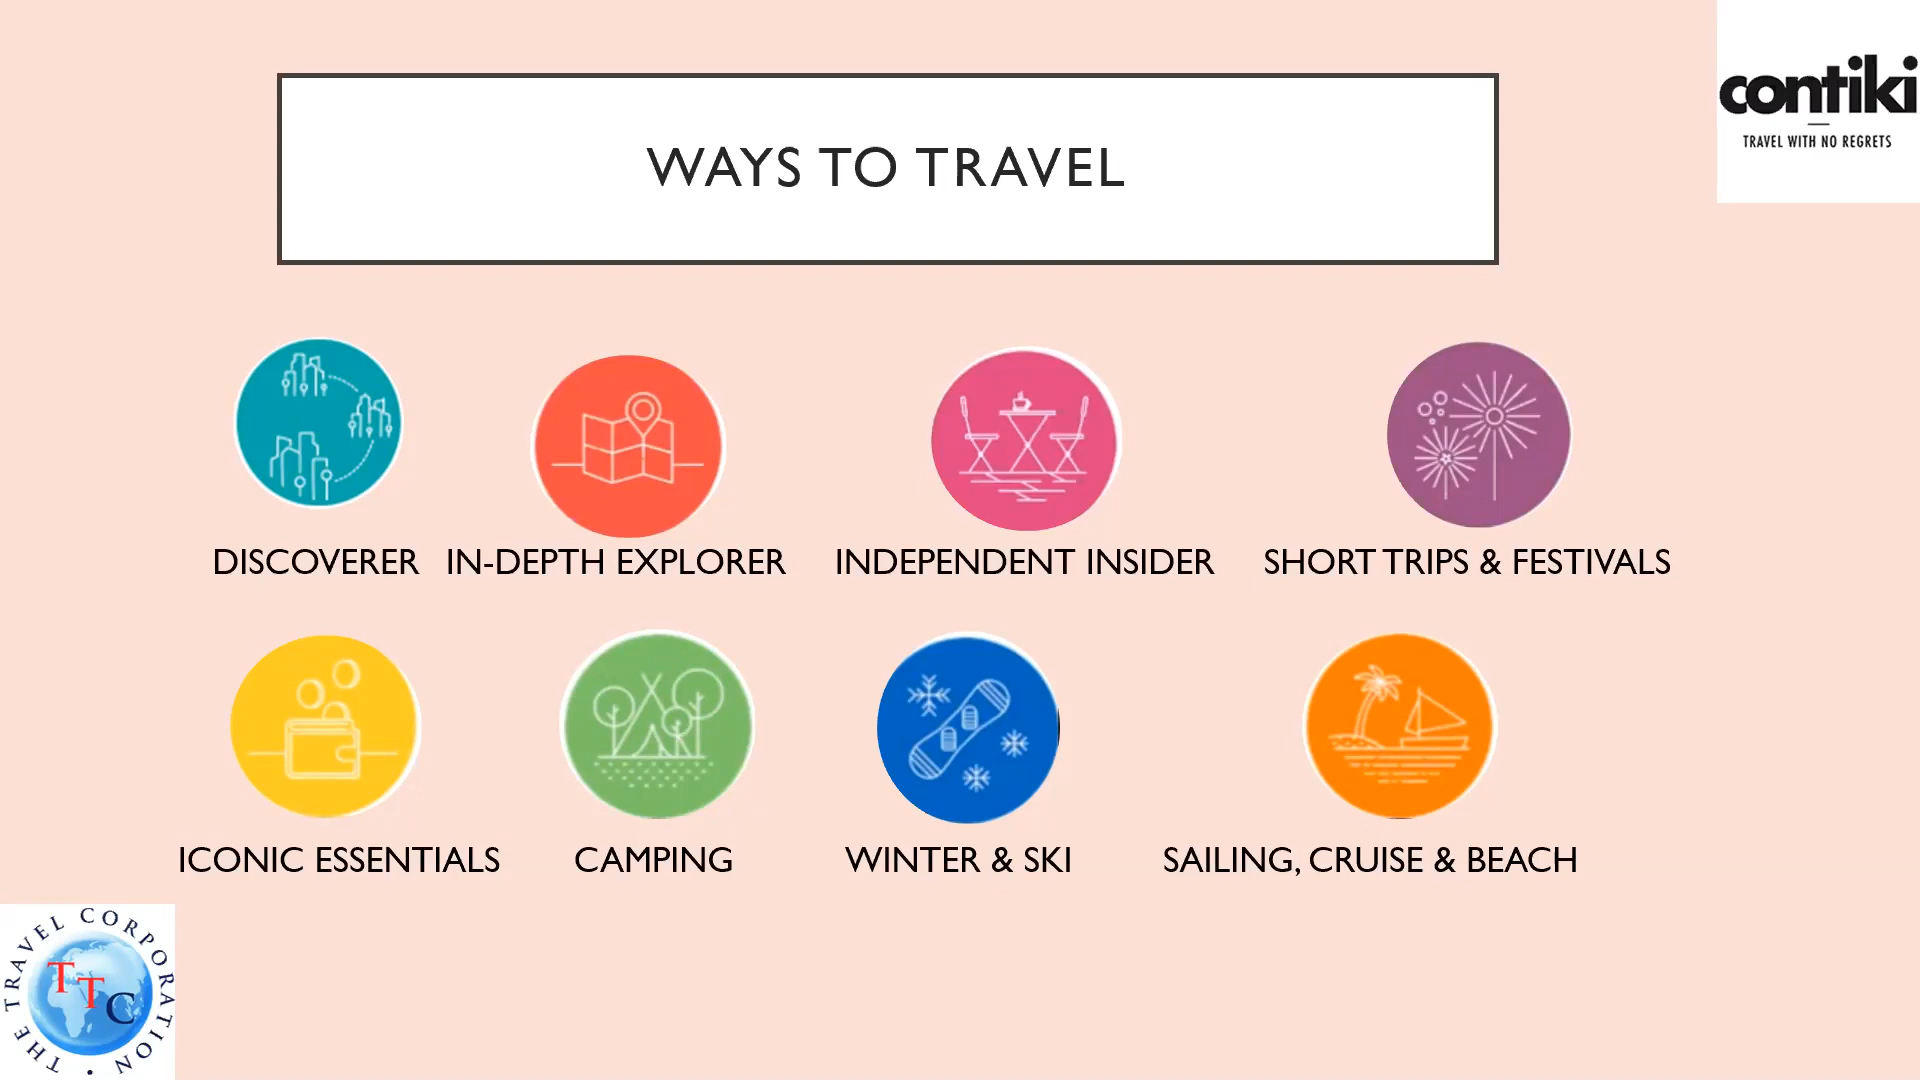 contiki
TRAVEL WITH NO REGRETS
WAYS TO TRAVEL
DISCOVERER
IN-DEPTH EXPLORER
INDEPENDENT INSIDER
SHORT TRIPS & FESTIVALS
ICONIC ESSENTIALS
CAMPING
WINTER & SKI
SAILING, CRUISE & BEACH
THE TRAVEL CORPORATION
TTC